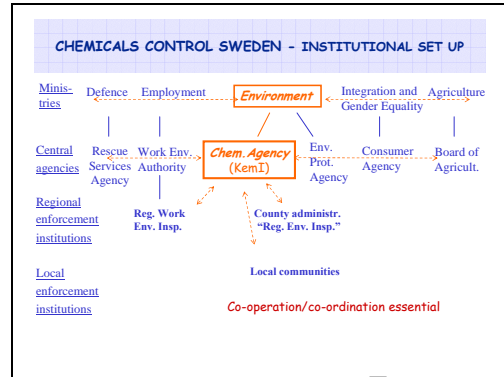 CHEMICALS CONTROL SWEDEN - INSTITUTIONAL SET UP
Minis-
tries
Defence
Employment
Environment
Integration and
Gender Equality
Agriculture
Central
agencies
Rescue
Services
Agency
Work Env.
Authority
Chem. Agency
(KemI)
Env.
Prot.
Agency
Consumer
Agency
Board of
Agricult.
Regional
enforcement
institutions
Reg. Work
Env. Insp.
County administr.
“Reg. Env. Insp.”
Local
enforcement
institutions
Local communities
Co-operation/co-ordination essential